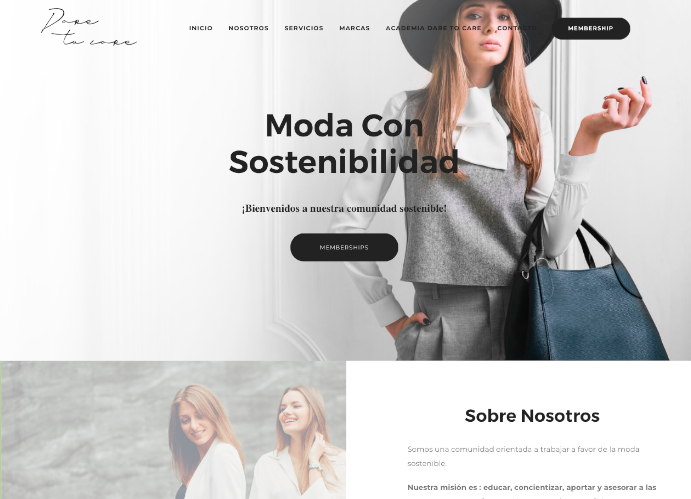 Dare
to care
INICIO NOSOTROS SERVICIOS MARCAS ACADEMIA DARE TO CARE CONTACTO MEMBERSHIP
Moda Con
Sostenibilidad
¡Bienvenidos a nuestra comunidad sostenible!
MEMBERSHIPS
Sobre Nosotros
Somos una comunidad orientada a trabajar a favor de la moda
sostenible.
Nuestra misión es : educar, concientizar, aportar y asesorar a las